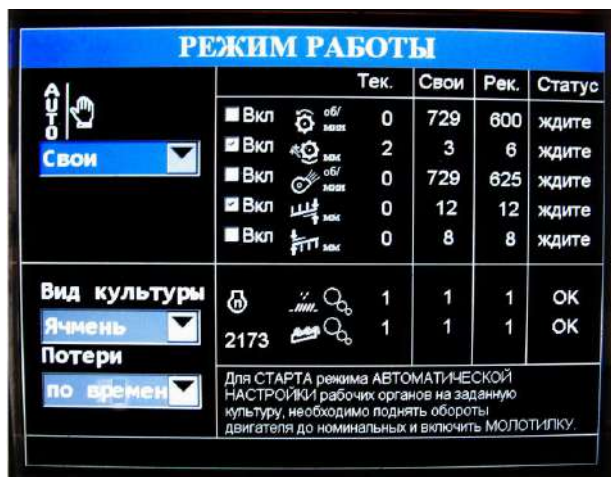 РЕЖИМ РАБОТЫ
Тек. Свои Рек. Статус
AUTO
Свои
Вкл об/мин 0 729 600 ждите
Вкл мм 2 3 6 ждите
Вкл об/мин 0 729 625 ждите
Вкл мм 0 12 12 ждите
Вкл мм 0 8 8 ждите
Вид культуры
Ячмень
Потери
по времен
n 1 1 1 ОК
2173 1 1 1 ОК
Для СТАРТА режима АВТОМАТИЧЕСКОЙ
НАСТРОЙКИ рабочих органов на заданную
культуру, необходимо поднять обороты
двигателя до номинальных и включить МОЛОТИЛКУ.